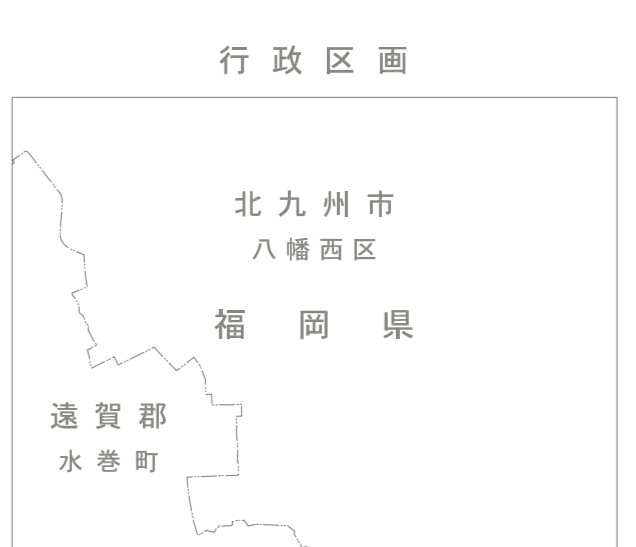 行政区画
北九州市
八幡西区
福岡県
遠賀郡
水巻町